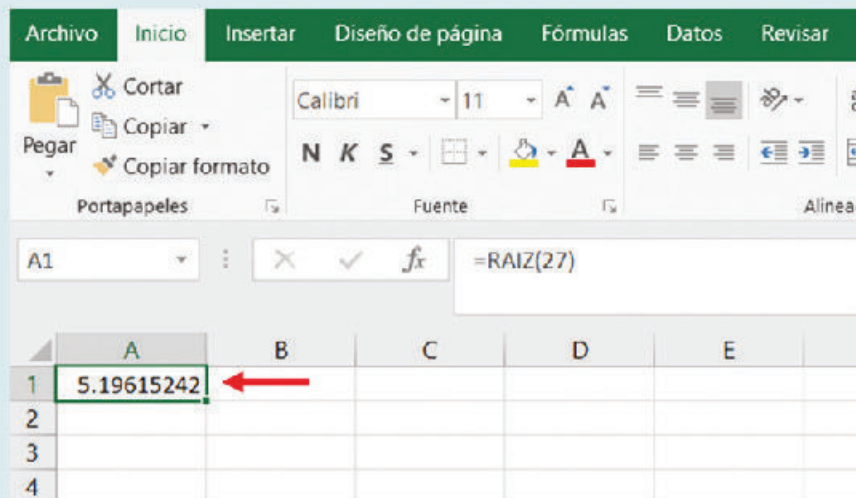 Archivo Inicio Insertar Diseño de página Fórmulas Datos Revisar
Pegar
Cortar
Copiar
Copiar formato
Portapapeles
Calibri 11 A A
N K S A
Fuente
Alinea
A1 fx =RAIZ(27)
A B C D E
1 5.19615242
2
3
4